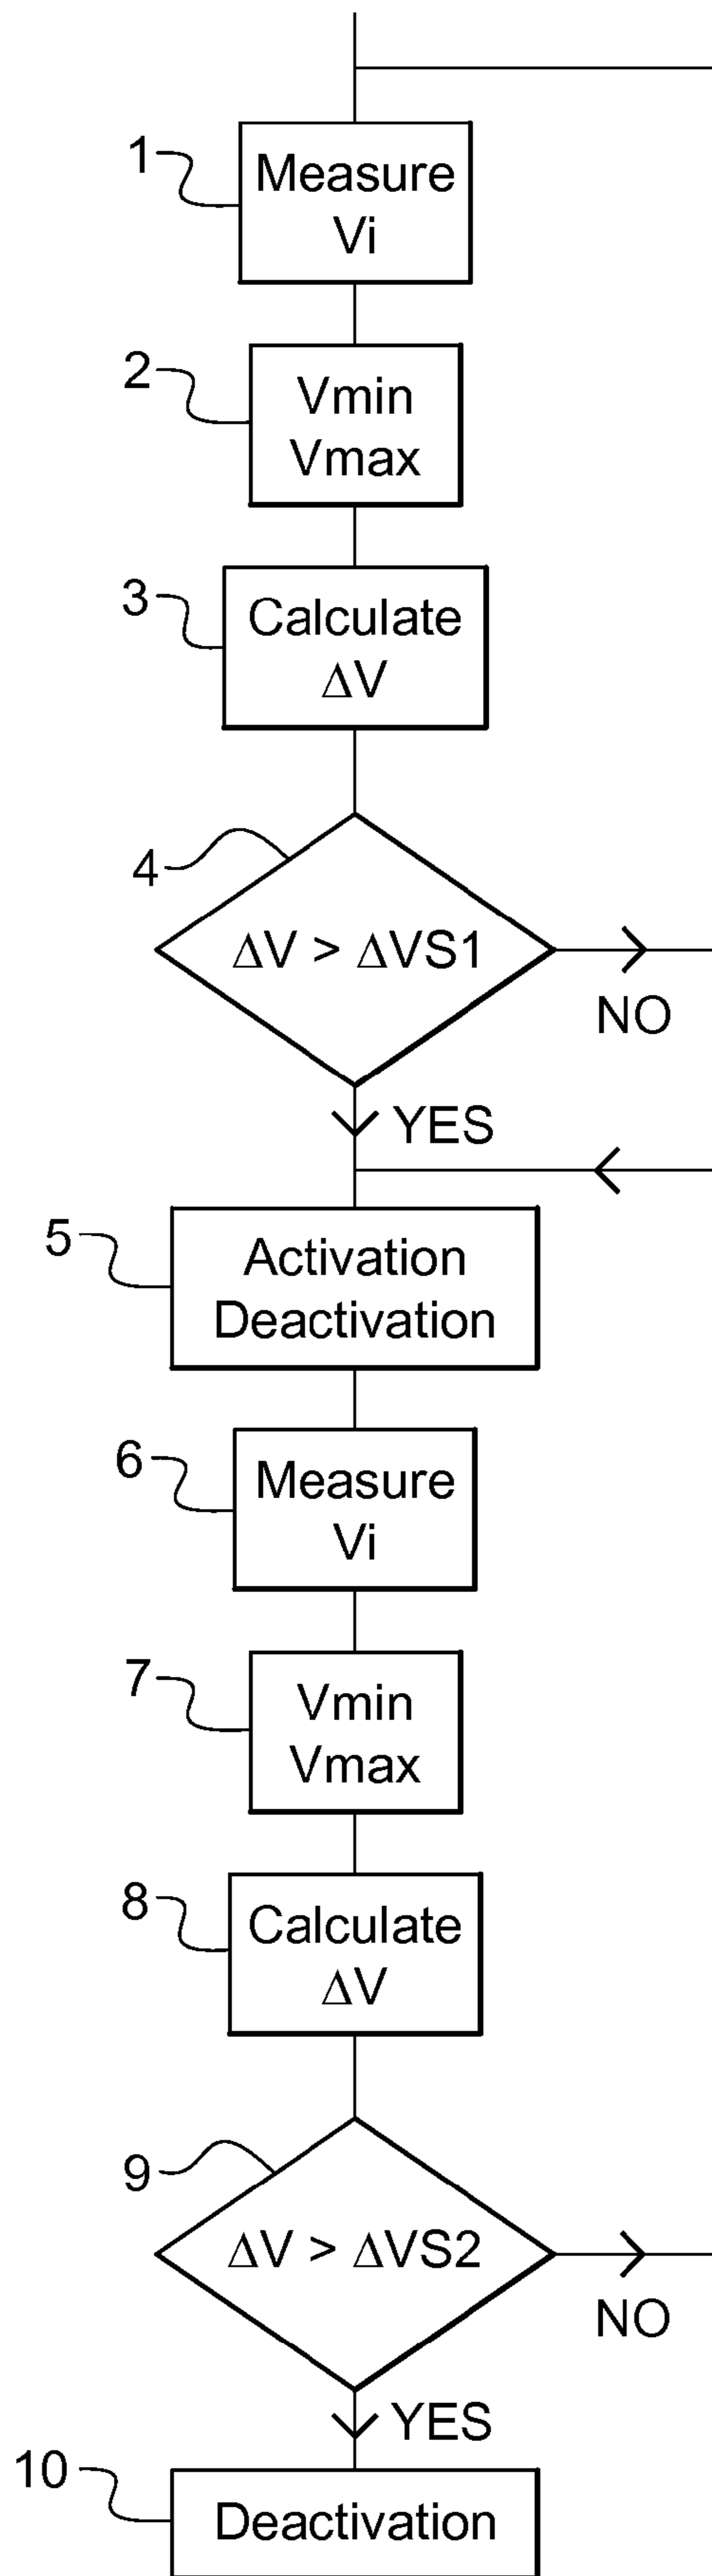 1
Measure
Vi
2
Vmin
Vmax
3
Calculate
ΔV
4
ΔV > ΔVS1
NO
YES
5
Activation
Deactivation
6
Measure
Vi
7
Vmin
Vmax
8
Calculate
ΔV
9
ΔV > ΔVS2
NO
YES
10
Deactivation